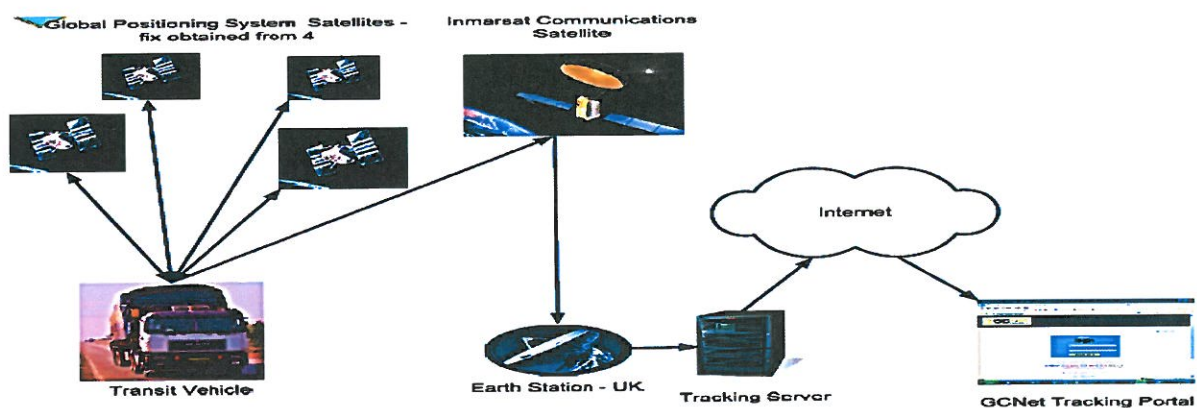 Global Positioning System Satellites -
fix obtained from 4
Inmarsat Communications
Satellite
Internet
Transit Vehicle
Earth Station - UK
Tracking Server
GCNet Tracking Portal